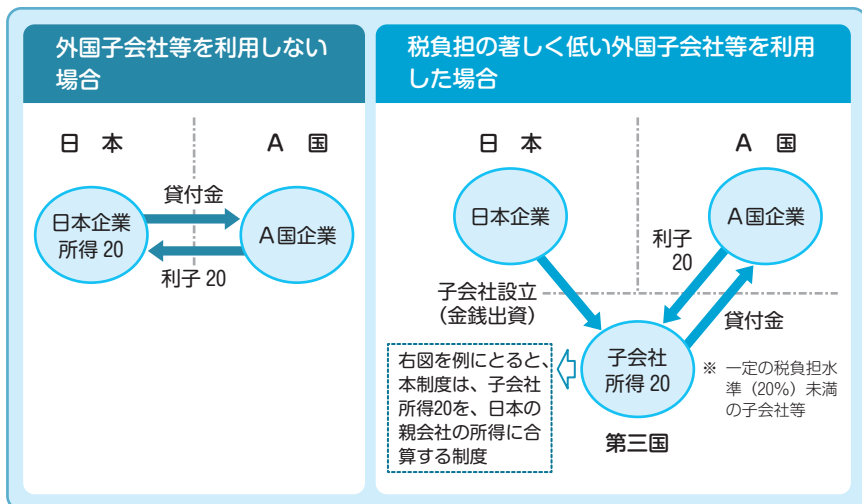 外国子会社等を利用しない
場合
日　本
A　国
貸付金
日本企業
所得 20
A国企業
利子 20
税負担の著しく低い外国子会社等を利用
した場合
日　本
A　国
日本企業
A国企業
利子
20
子会社設立
(金銭出資)
貸付金
右図を例にとると、
本制度は、子会社
所得20を、日本の
親会社の所得に合
算する制度
子会社
所得 20
※ 一定の税負担水
準（20%）未満
の子会社等
第三国